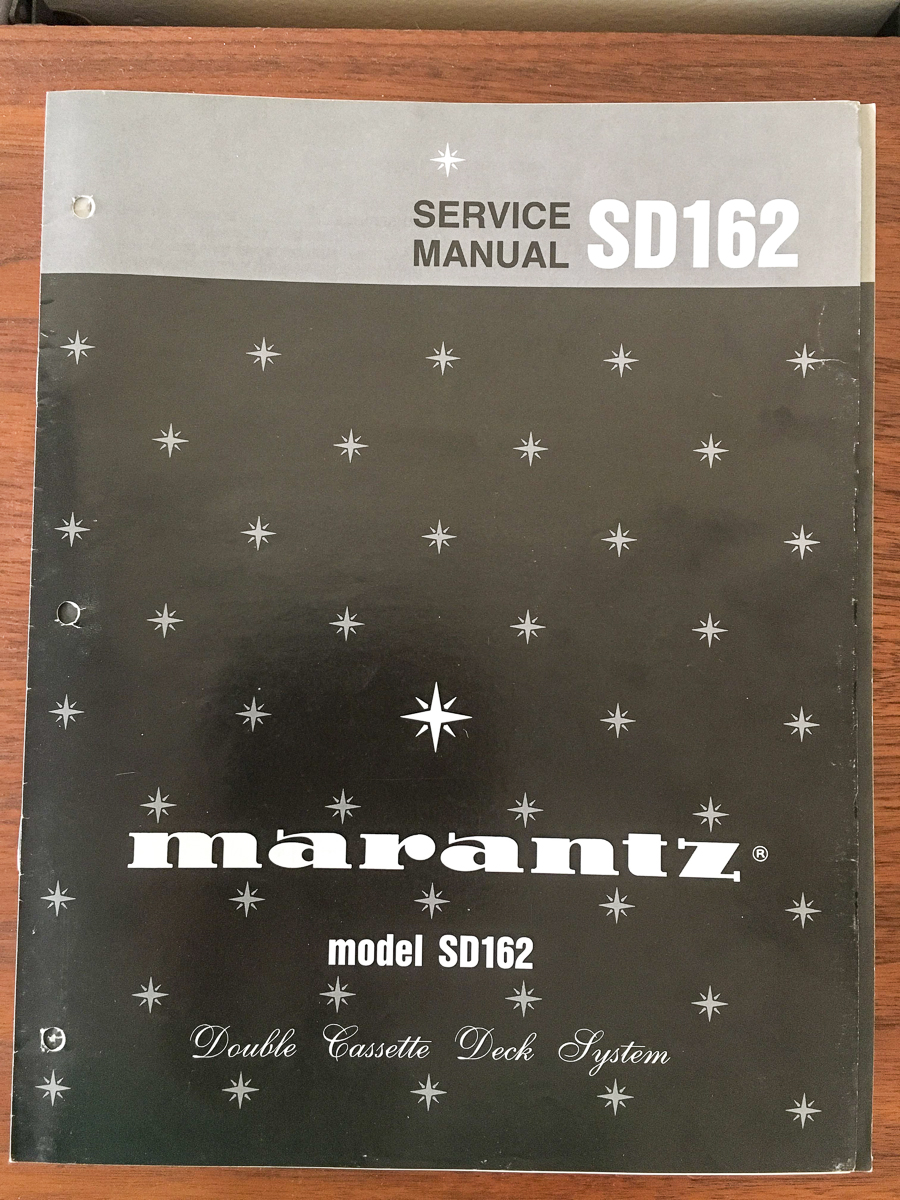 SERVICE
MANUAL SD162
marantz®
model SD162
Double Cassette Deck System